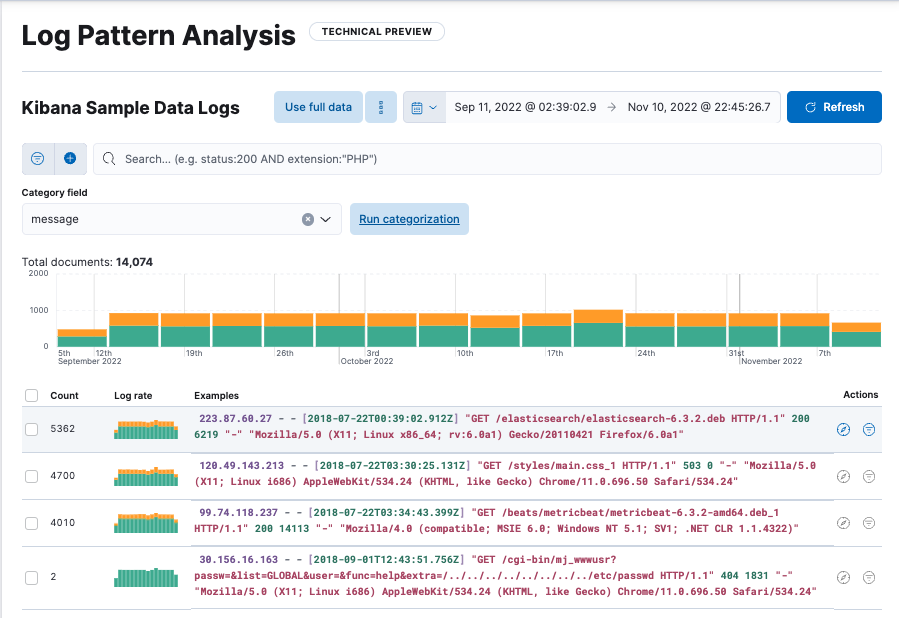 Log Pattern Analysis TECHNICAL PREVIEW
Kibana Sample Data Logs Use full data Sep 11, 2022 @ 02:39:02.9 → Nov 10, 2022 @ 22:45:26.7 Refresh
Search... (e.g. status:200 AND extension:"PHP")
Category field
message Run categorization
Total documents: 14,074
2000
1000
0
5th 12th 19th 26th 3rd 10th 17th 24th 31st 7th
September 2022 October 2022 November 2022
Count Log rate Examples Actions
223.87.60.27 - - [2018-07-22T00:39:02.912Z] "GET /elasticsearch/elasticsearch-6.3.2.deb HTTP/1.1" 200
5362
6219 "-" "Mozilla/5.0 (X11; Linux x86_64; rv:6.0a1) Gecko/20110421 Firefox/6.0a1"
120.49.143.213 - - [2018-07-22T03:30:25.131Z] "GET /styles/main.css_1 HTTP/1.1" 503 0 "-" "Mozilla/5.0
4700
(X11; Linux i686) AppleWebKit/534.24 (KHTML, like Gecko) Chrome/11.0.696.50 Safari/534.24"
99.74.118.237 - - [2018-07-22T03:34:43.399Z] "GET /beats/metricbeat/metricbeat-6.3.2-amd64.deb_1
4010
HTTP/1.1" 200 14113 "-" "Mozilla/4.0 (compatible; MSIE 6.0; Windows NT 5.1; SV1; .NET CLR 1.1.4322)"
30.156.16.163 - - [2018-09-01T12:43:51.756Z] "GET /cgi-bin/mj_wwwusr?
2 passw=&list=GLOBAL&user=&func=help&extra=/../../../../../../../../etc/passwd HTTP/1.1" 404 1831 "-"
"Mozilla/5.0 (X11; Linux i686) AppleWebKit/534.24 (KHTML, like Gecko) Chrome/11.0.696.50 Safari/534.24"